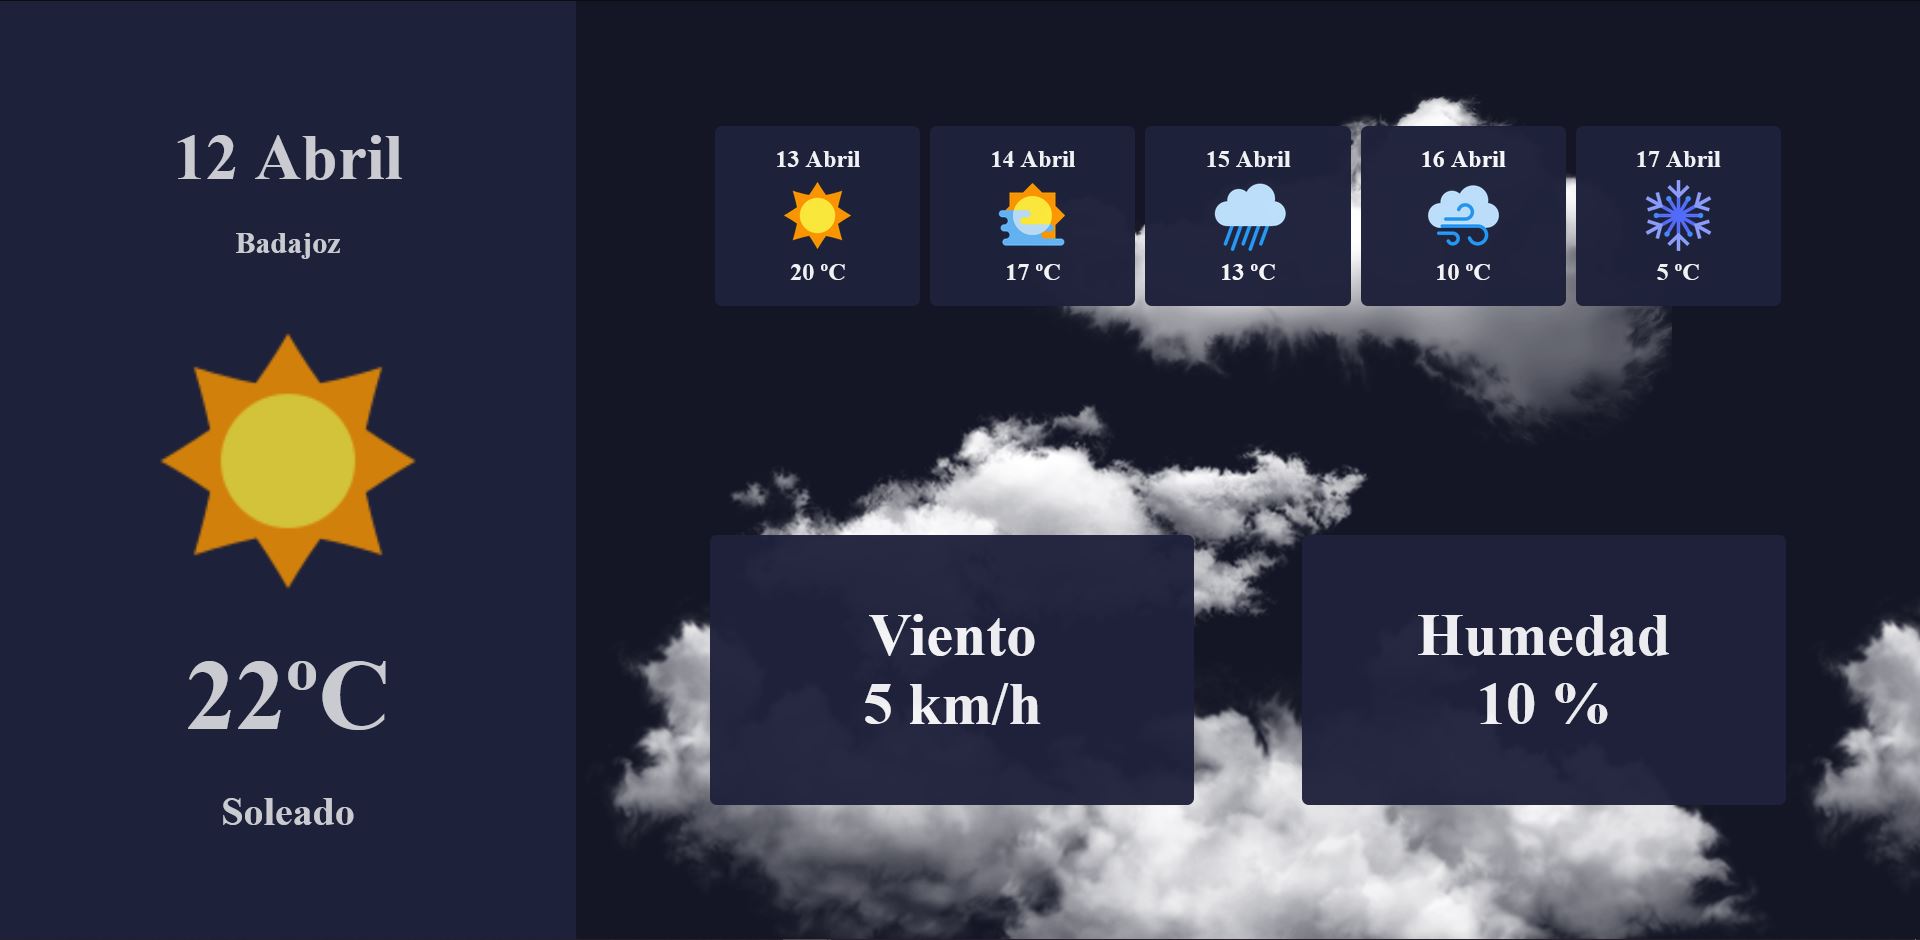 12 Abril
Badajoz
22ºC
Soleado
13 Abril
20 ºC
14 Abril
17 ºC
15 Abril
13 ºC
16 Abril
10 ºC
17 Abril
5 ºC
Viento
5 km/h
Humedad
10 %